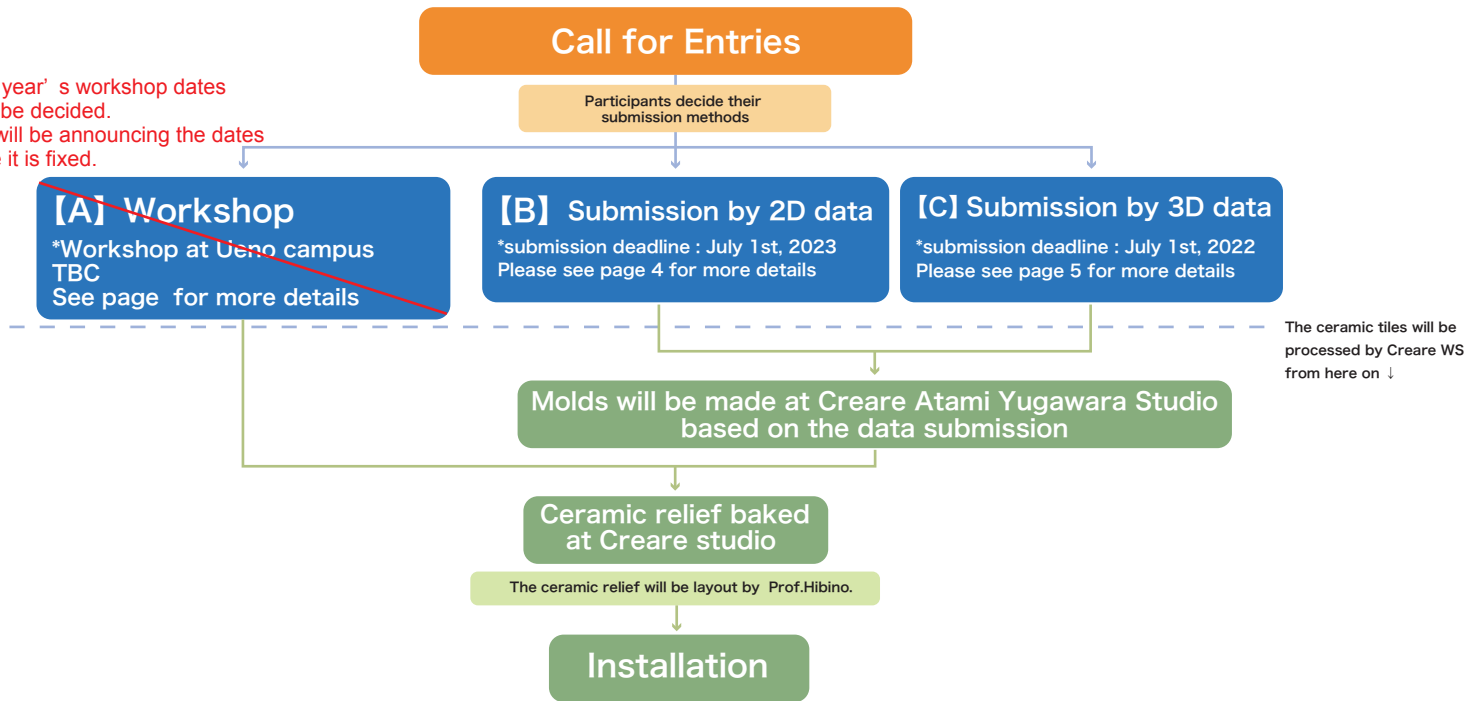 Call for Entries
year’s workshop dates
be decided.
will be announcing the dates
it is fixed.
Participants decide their
submission methods
【A】 Workshop
*Workshop at Ueno campus
TBC
See page for more details
【B】 Submission by 2D data
*submission deadline : July 1st, 2023
Please see page 4 for more details
【C】 Submission by 3D data
*submission deadline : July 1st, 2022
Please see page 5 for more details
The ceramic tiles will be
processed by Creare WS
from here on ↓
Molds will be made at Creare Atami Yugawara Studio
based on the data submission
Ceramic relief baked
at Creare studio
The ceramic relief will be layout by Prof.Hibino.
Installation